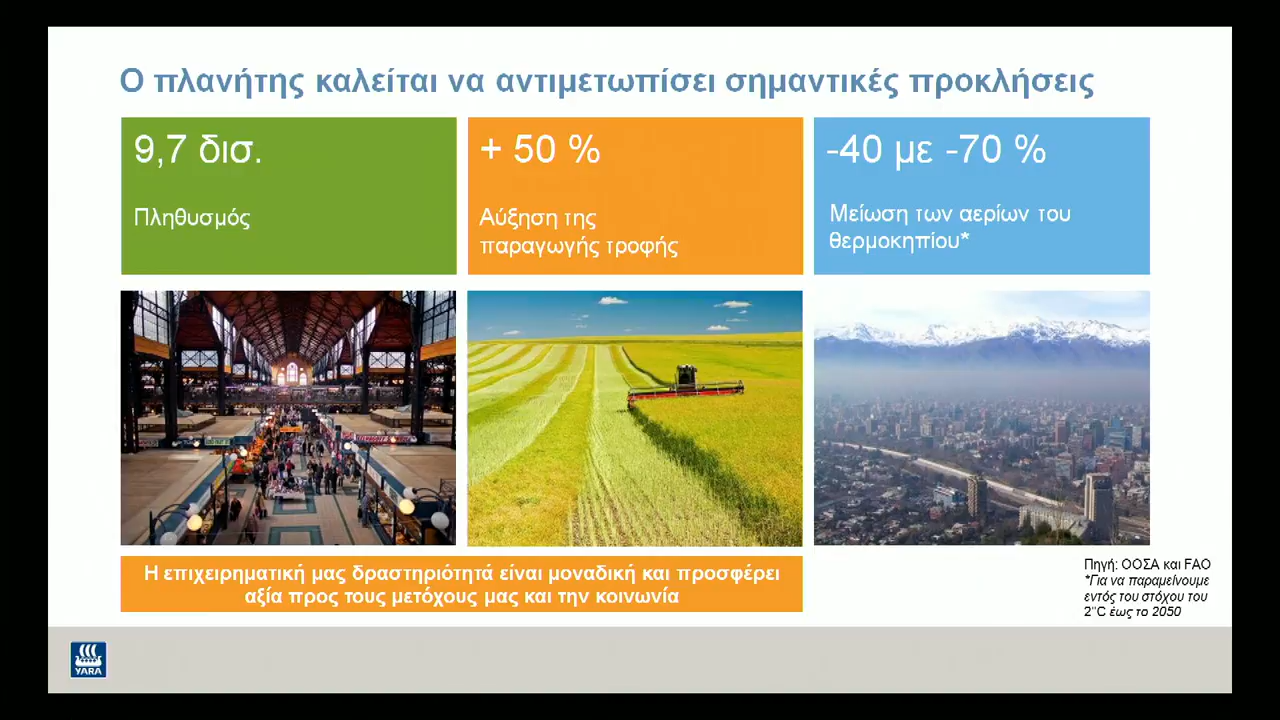 Ο πλανήτης καλείται να αντιμετωπίσει σημαντικές προκλήσεις
9,7 δισ.
Πληθυσμός
+ 50 %
Αύξηση της
παραγωγής τροφής
-40 με -70 %
Μείωση των αερίων του
θερμοκηπίου*
Η επιχειρηματική μας δραστηριότητά είναι μοναδική και προσφέρει
αξία προς τους μετόχους μας και την κοινωνία
Πηγή: ΟΟΣΑ και FAO
*Για να παραμείνουμε
εντός του στόχου του
2°C έως το 2050
YARA